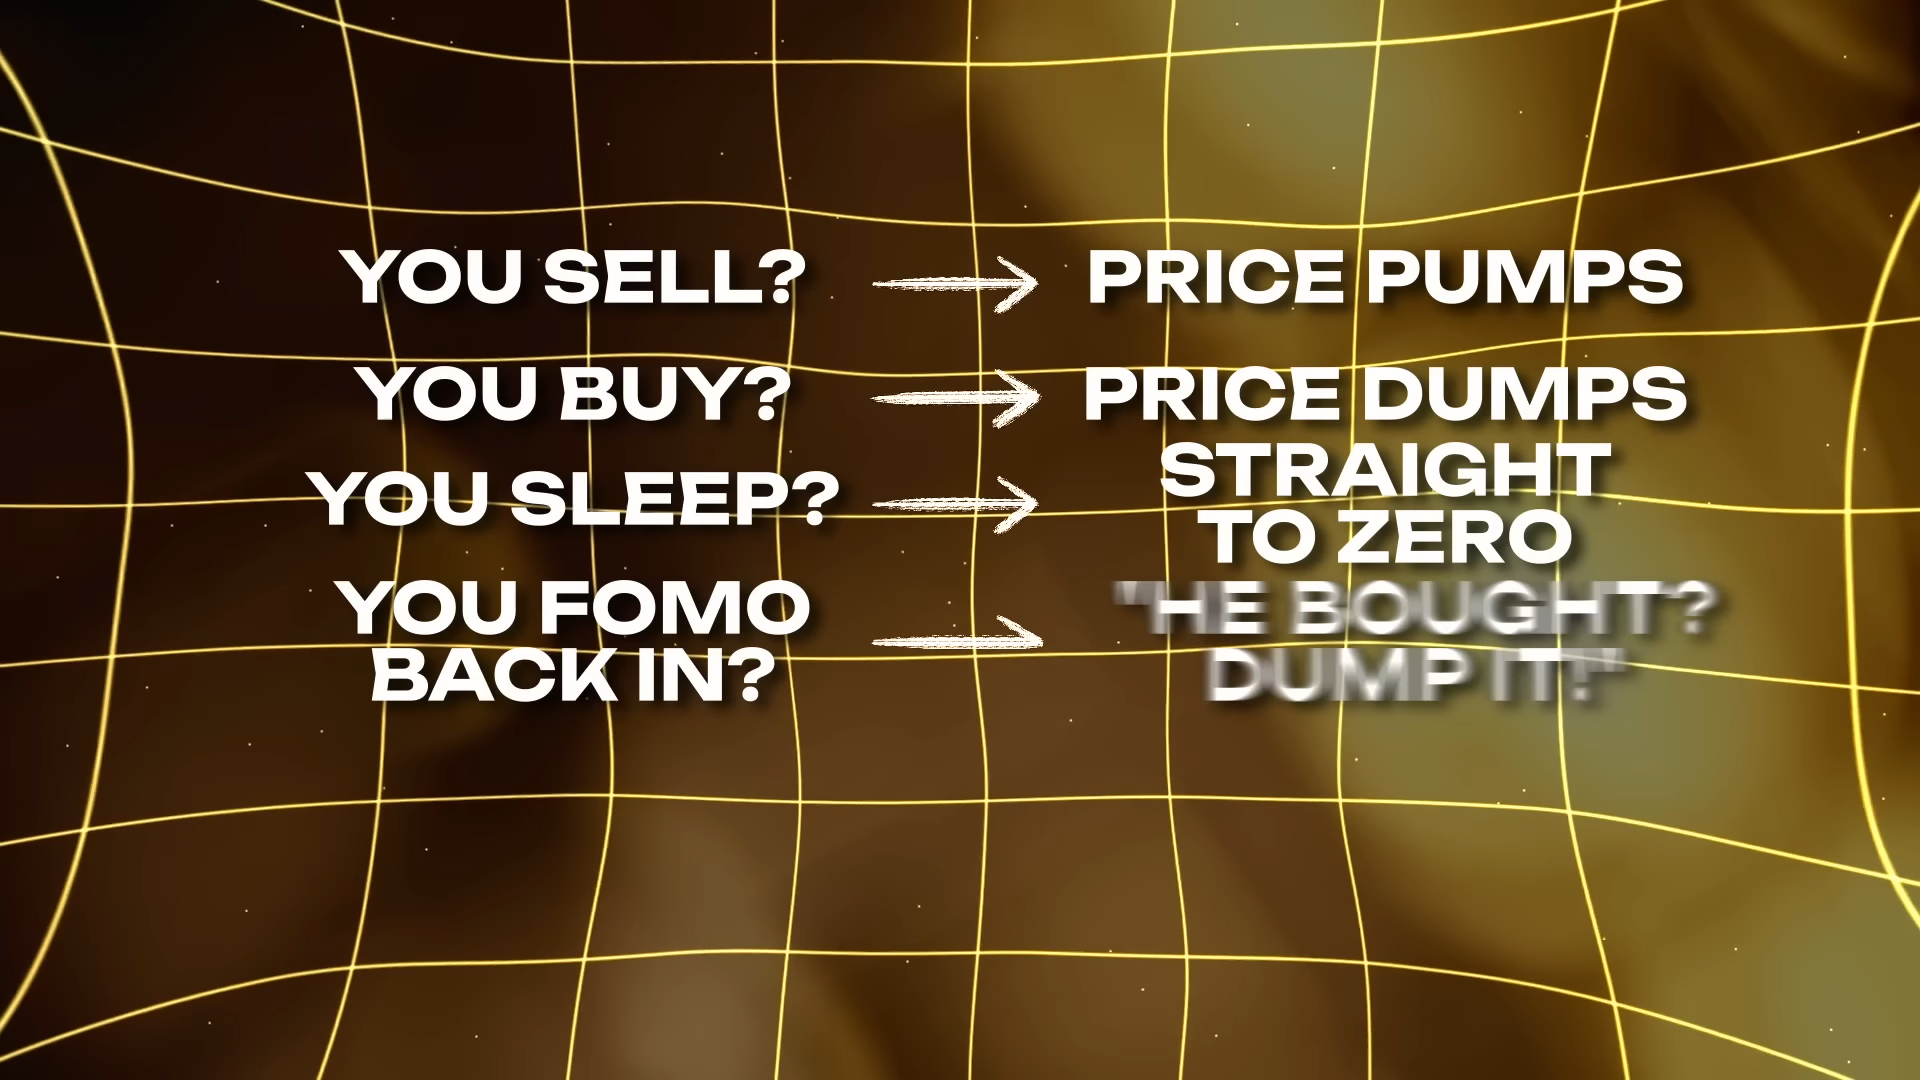 YOU SELL? → PRICE PUMPS
YOU BUY? → PRICE DUMPS
YOU SLEEP? → STRAIGHT
TO ZERO
YOU FOMO
BACK IN? → "HE BOUGHT?
DUMP IT!"